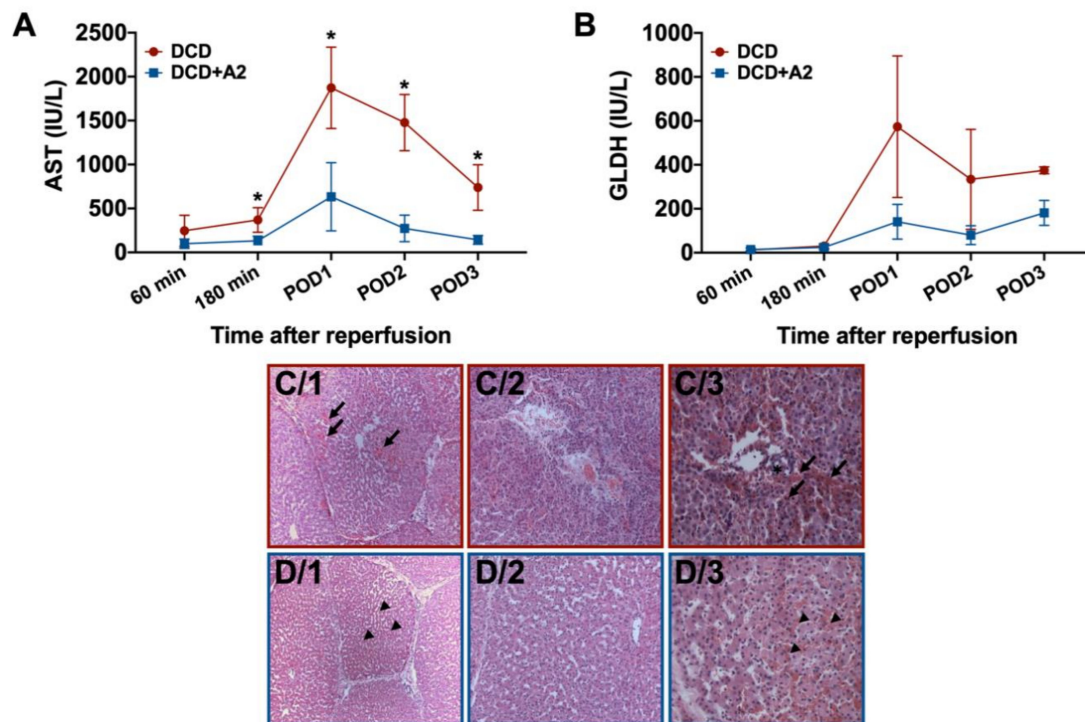 A
B
AST (IU/L)
2500
2000
1500
1000
500
0
DCD
DCD+A2
*
*
*
*
60 min
180 min
POD1
POD2
POD3
Time after reperfusion
GLDH (IU/L)
1000
800
600
400
200
0
DCD
DCD+A2
60 min
180 min
POD1
POD2
POD3
Time after reperfusion
C/1
C/2
C/3
*
D/1
D/2
D/3